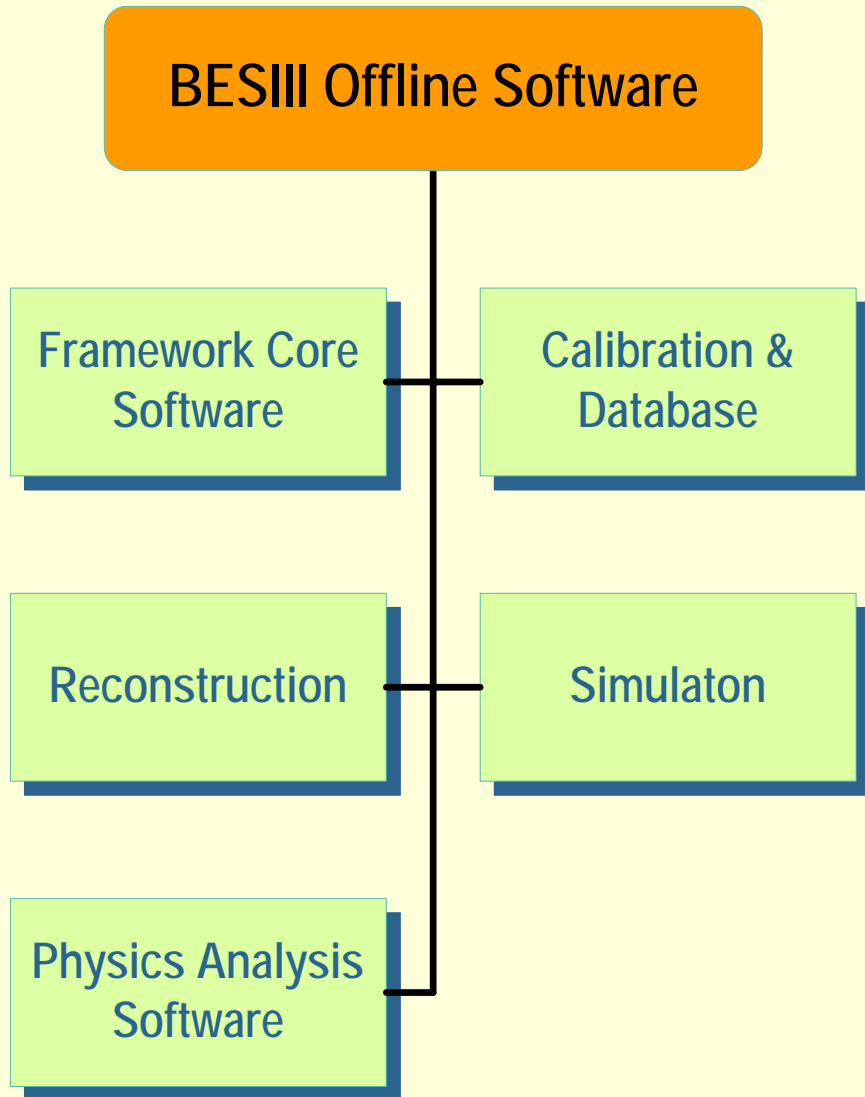 BESIII Offline Software
Framework Core
Software
Calibration &
Database
Reconstruction
Simulaton
Physics Analysis
Software